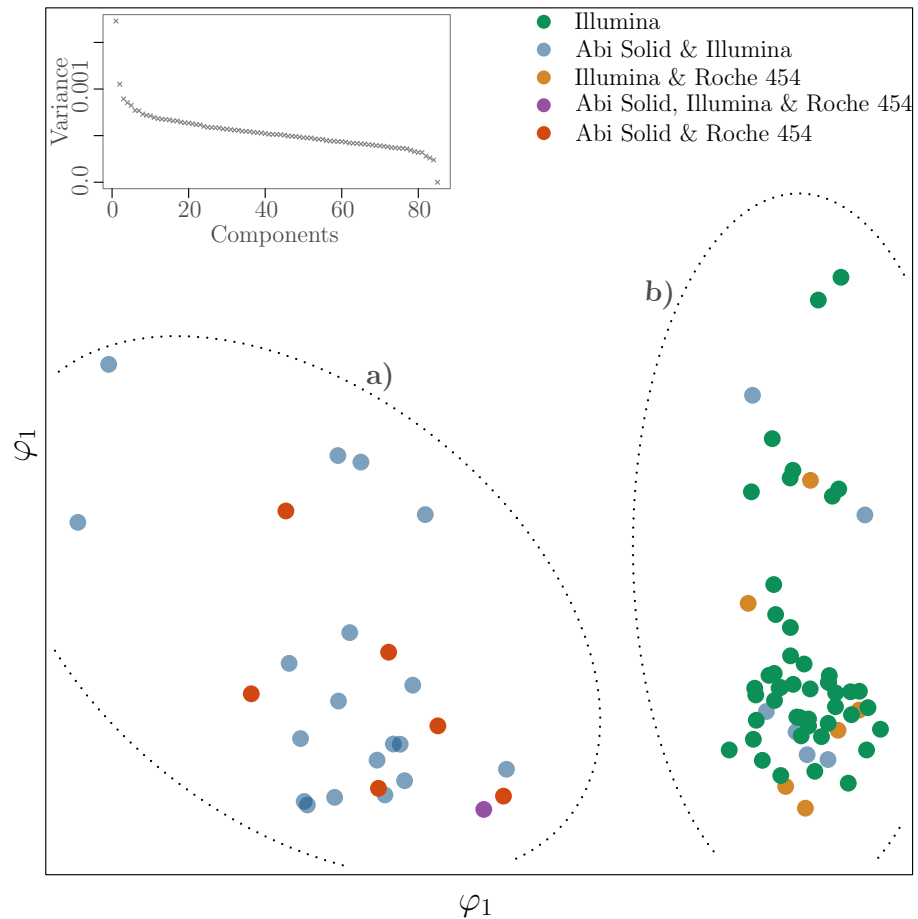 Illumina
Abi Solid & Illumina
Illumina & Roche 454
Abi Solid, Illumina & Roche 454
Abi Solid & Roche 454
Variance
0.001
0.0
0 20 40 60 80
Components
b)
a)
φ1
φ1